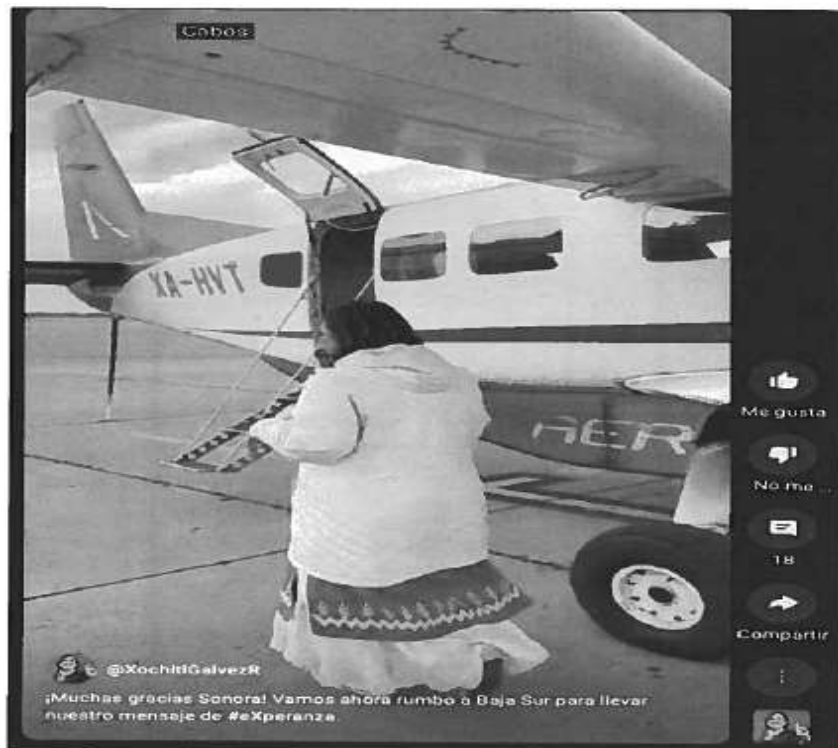 Cabos
XA-HVT
AER
Me gusta
No me ...
18
Compartir
@XochitlGalvezR
¡Muchas gracias Sonora! Vamos ahora rumbo a Baja Sur para llevar
nuestro mensaje de #eXperanza